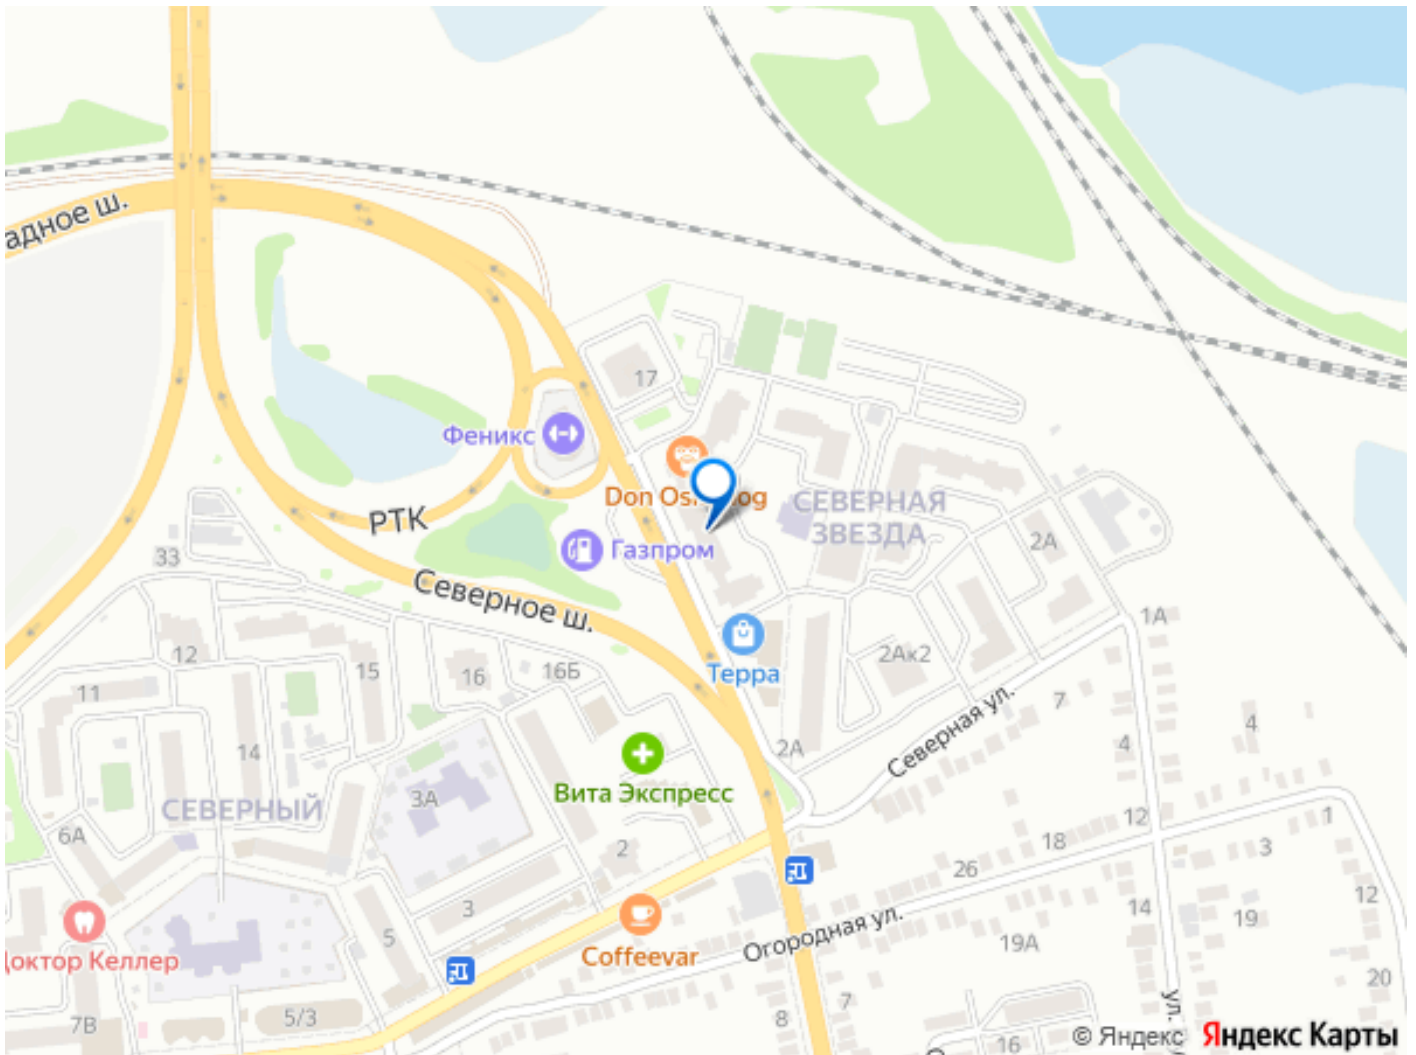 адное ш.
17
Феникс
Don
СЕВЕРНАЯ
ЗВЕЗДА
РТК
Газпром
2А
33
Северное ш.
1А
12
15
16
16Б
Терра
2Ак2
11
7
14
2А
Северная ул.
4
4
Вита Экспресс
3А
СЕВЕРНЫЙ
6А
2
18
12
1
3
26
3
5
Coffeevar
Огородная ул.
14
19
12
19А
Доктор Келлер
20
5/3
7В
7
8
16
ул.
© Яндекс Яндекс Карты